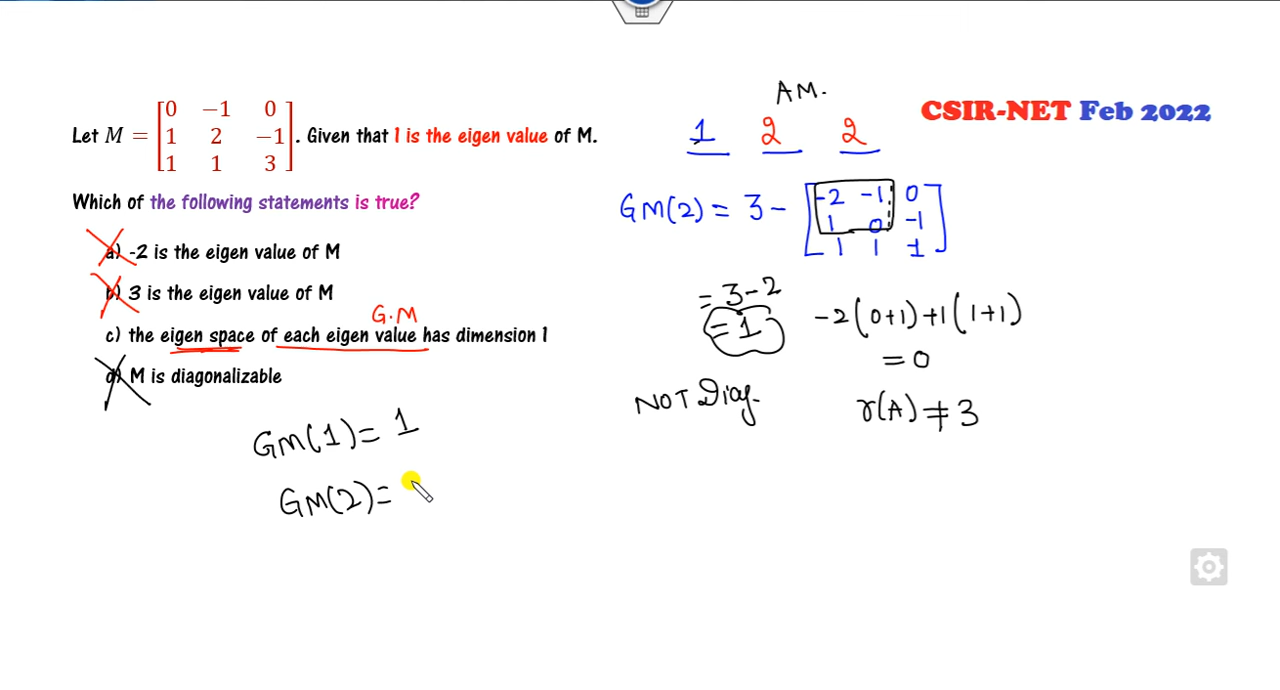 CSIR-NET Feb 2022
Let M = [0 −1 0
1 2 −1
1 1 3]. Given that 1 is the eigen value of M.
Which of the following statements is true?
a) -2 is the eigen value of M
b) 3 is the eigen value of M
G.M
c) the eigen space of each eigen value has dimension 1
d) M is diagonalizable
GM(1) = 1
GM(2) =
AM.
1 2 2
GM(2) = 3 - [-2 -1 0
1 0 -1
1 1 1]
= 3-2
= 1
-2(0+1)+1(1+1)
= 0
NOT Diag.
r(A) ≠ 3